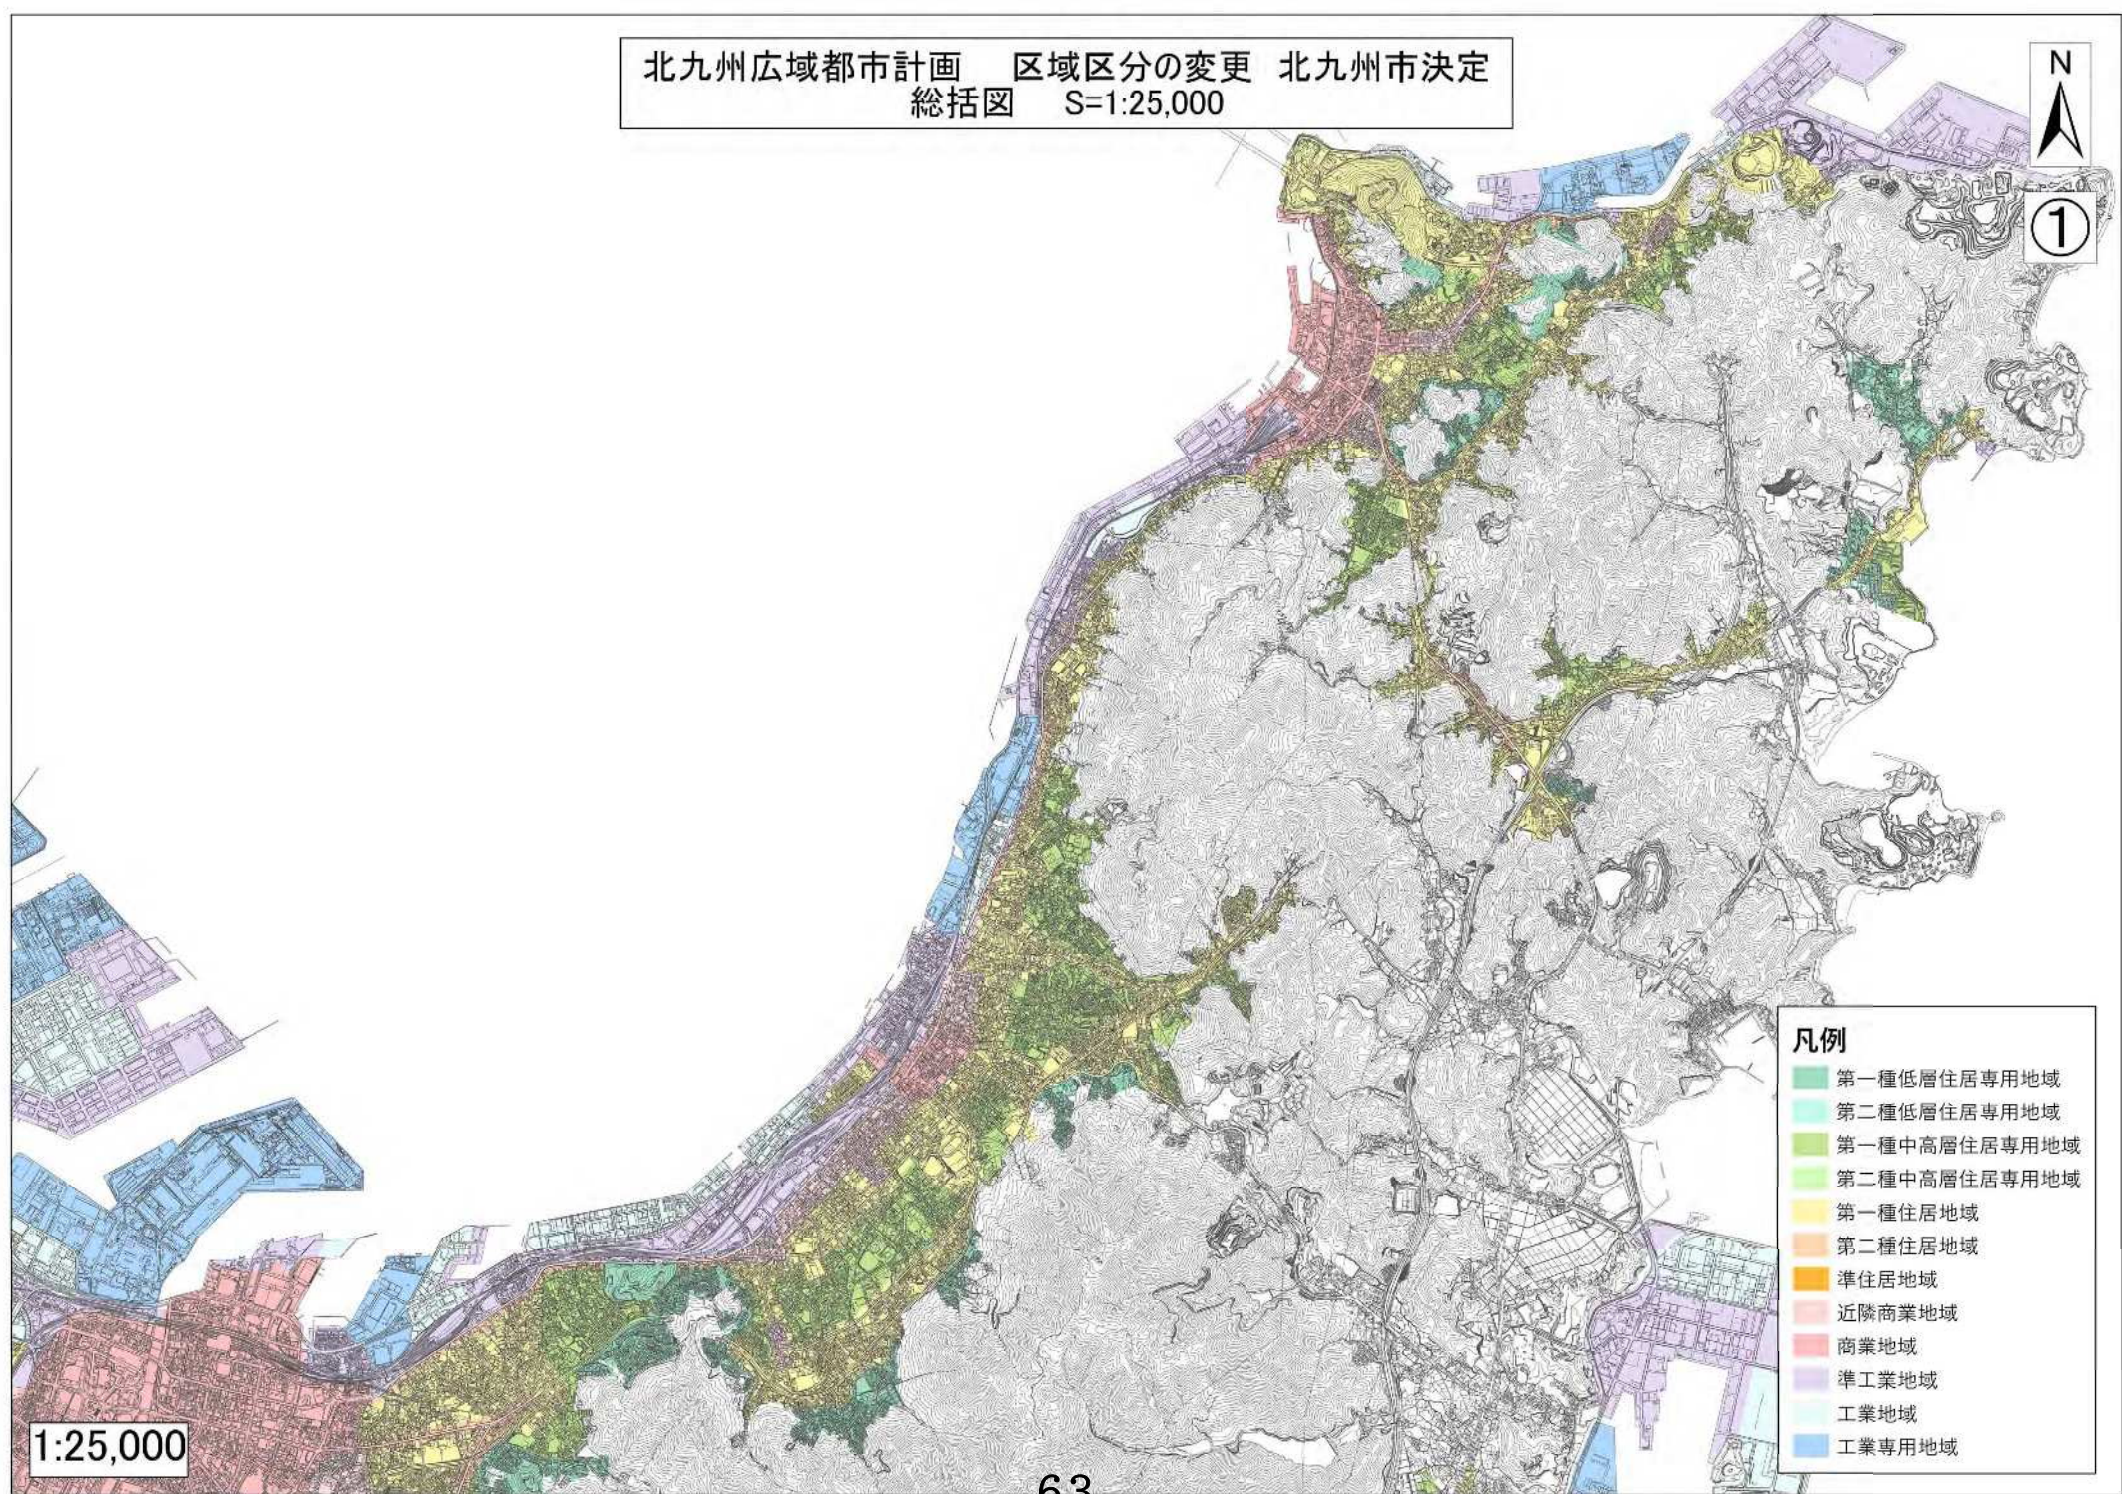 北九州広域都市計画 区域区分の変更 北九州市決定
総括図 S=1:25,000
N
①
凡例
第一種低層住居専用地域
第二種低層住居専用地域
第一種中高層住居専用地域
第二種中高層住居専用地域
第一種住居地域
第二種住居地域
準住居地域
近隣商業地域
商業地域
準工業地域
工業地域
工業専用地域
1:25,000
63